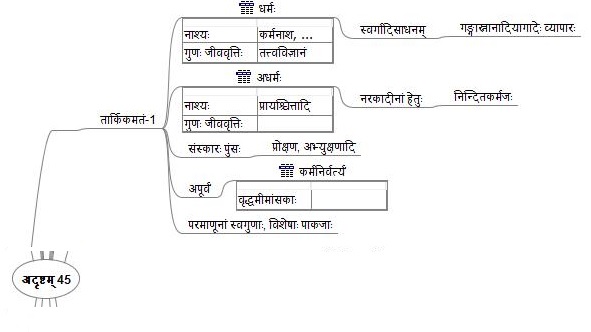 धर्मः
नाश्यः कर्मनाश, ...
गुणः जीववृत्तिः तत्त्वविज्ञानं
स्वर्गादिसाधनम्
गङ्गास्नानादियागादेः व्यापारः
अधर्मः
नाश्यः प्रायश्चित्तादि
गुणः जीववृत्तिः
नरकादीनां हेतुः
निन्दितकर्मजः
तार्किकमतं-1
संस्कारः पुंसः
प्रोक्षण, अभ्युक्षणादि
अपूर्वं
कर्मनिर्वर्त्यं
वृद्धमीमांसकाः
परमाणूनां स्वगुणाः, विशेषाः पाकजाः
अदृष्टम् 45